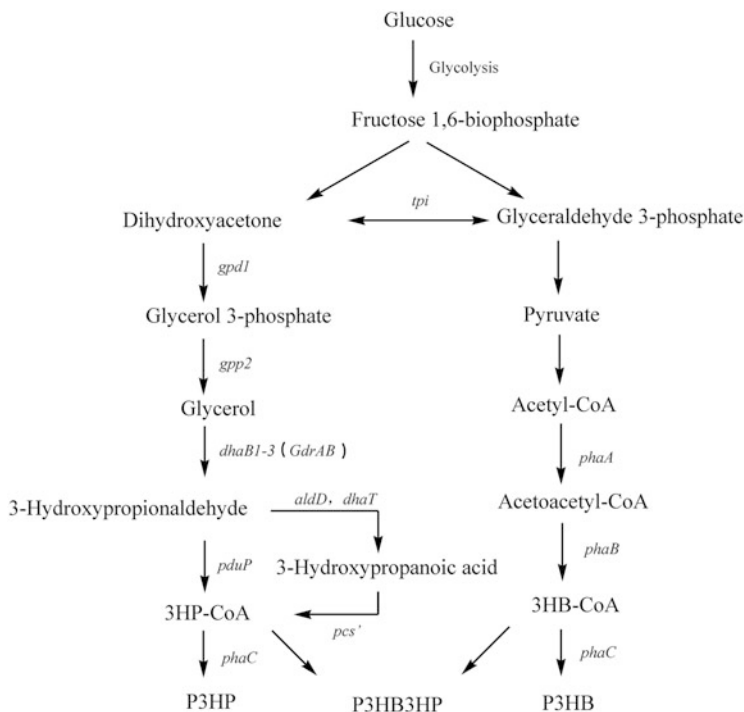 Glucose
Glycolysis
Fructose 1,6-biophosphate
tpi
Dihydroxyacetone
Glyceraldehyde 3-phosphate
gpd1
Glycerol 3-phosphate
Pyruvate
gpp2
Glycerol
Acetyl-CoA
dhaB1-3 ( GdrAB )
phaA
3-Hydroxypropionaldehyde
aldD, dhaT
Acetoacetyl-CoA
pduP
3-Hydroxypropanoic acid
phaB
3HP-CoA
pcs'
3HB-CoA
phaC
phaC
P3HP
P3HB3HP
P3HB